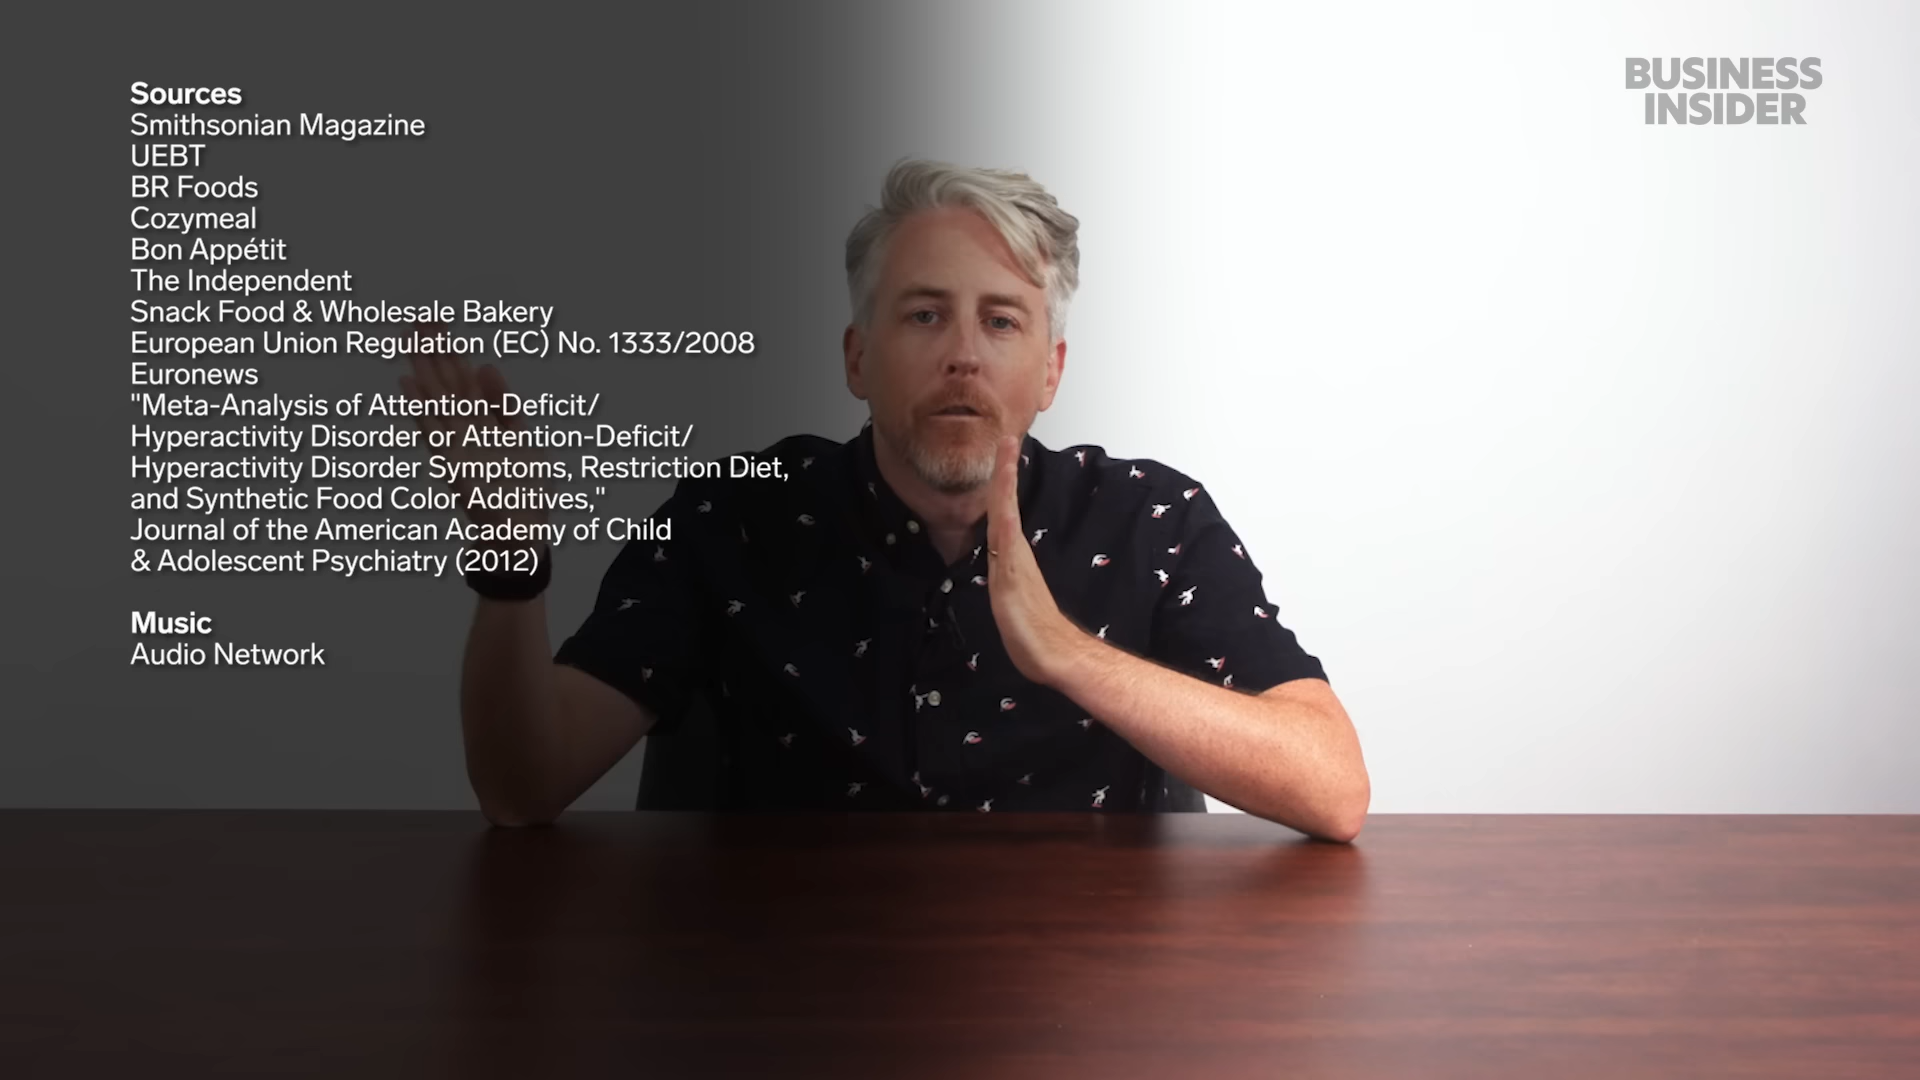 Sources
Smithsonian Magazine
UEBT
BR Foods
Cozymeal
Bon Appétit
The Independent
Snack Food & Wholesale Bakery
European Union Regulation (EC) No. 1333/2008
Euronews
"Meta-Analysis of Attention-Deficit/
Hyperactivity Disorder or Attention-Deficit/
Hyperactivity Disorder Symptoms, Restriction Diet,
and Synthetic Food Color Additives,"
Journal of the American Academy of Child
& Adolescent Psychiatry (2012)
Music
Audio Network
BUSINESS
INSIDER